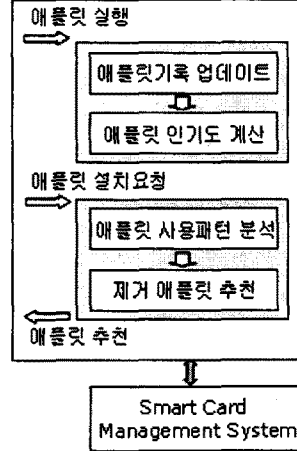 애플릿 실행
애플릿기록 업데이트
애플릿 인기도 계산
애플릿 설치요청
애플릿 사용패턴 분석
제거 애플릿 추천
애플릿 추천
Smart Card
Management System